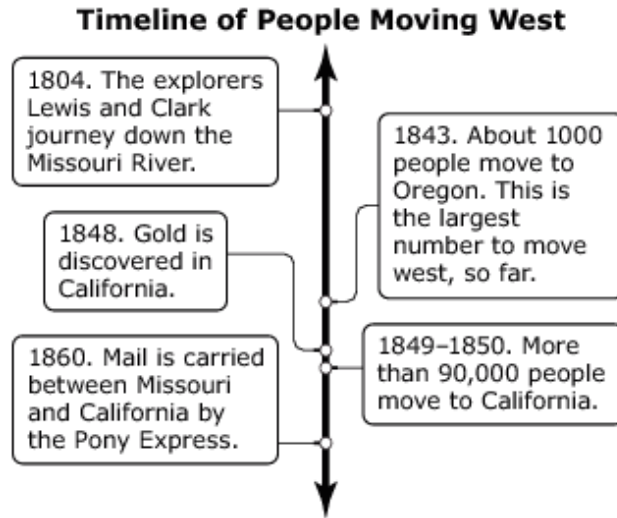 Timeline of People Moving West
1804. The explorers
Lewis and Clark
journey down the
Missouri River.
1843. About 1000
people move to
Oregon. This is
the largest
number to move
west, so far.
1848. Gold is
discovered in
California.
1849–1850. More
than 90,000 people
move to California.
1860. Mail is carried
between Missouri
and California by
the Pony Express.